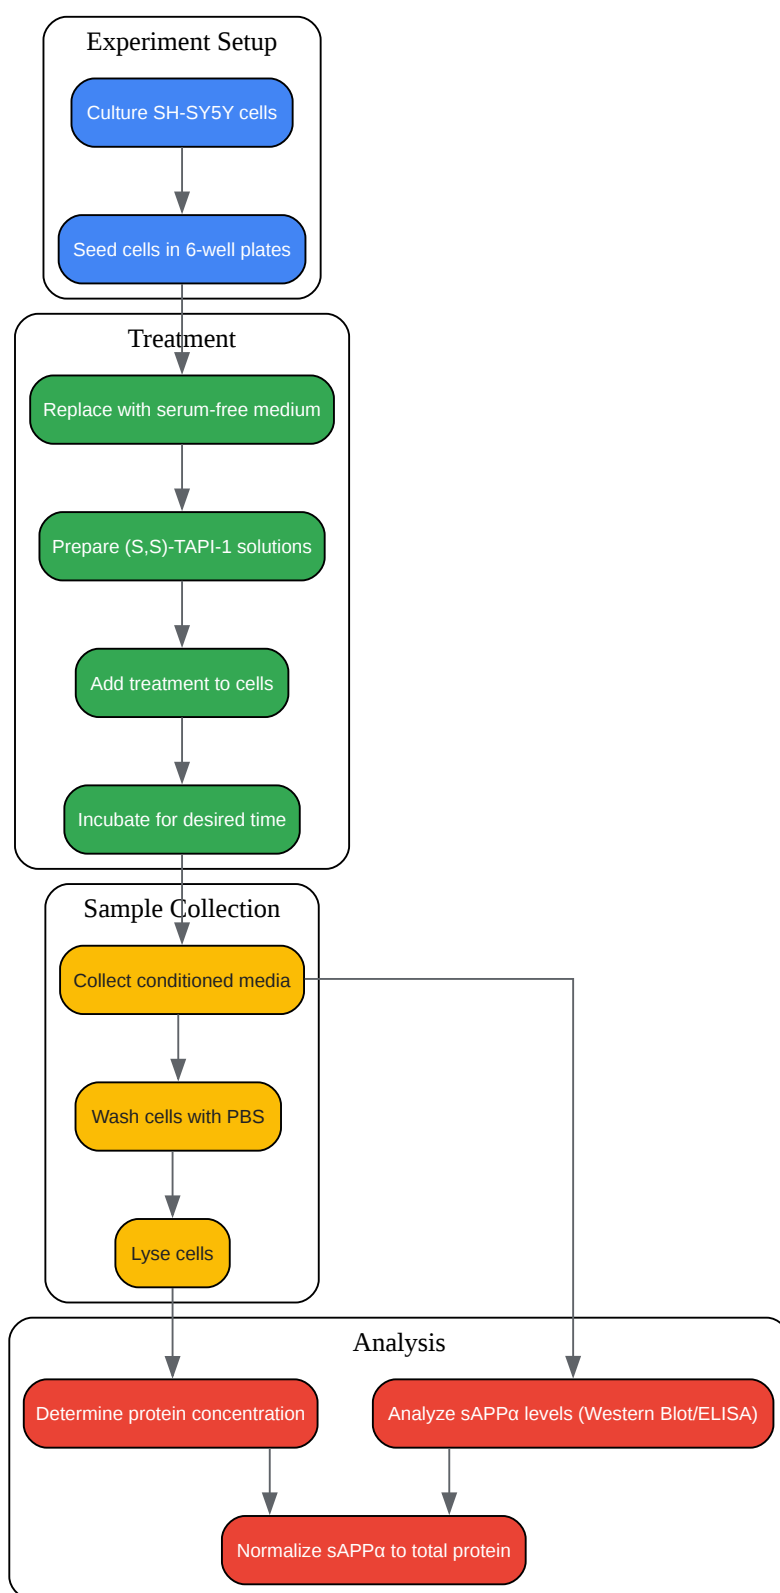 Experiment Setup
Culture SH-SY5Y cells
Seed cells in 6-well plates
Treatment
Replace with serum-free medium
Prepare (S,S)-TAPI-1 solutions
Add treatment to cells
Incubate for desired time
Sample Collection
Collect conditioned media
Wash cells with PBS
Lyse cells
Analysis
Determine protein concentration
Analyze sAPPα levels (Western Blot/ELISA)
Normalize sAPPα to total protein